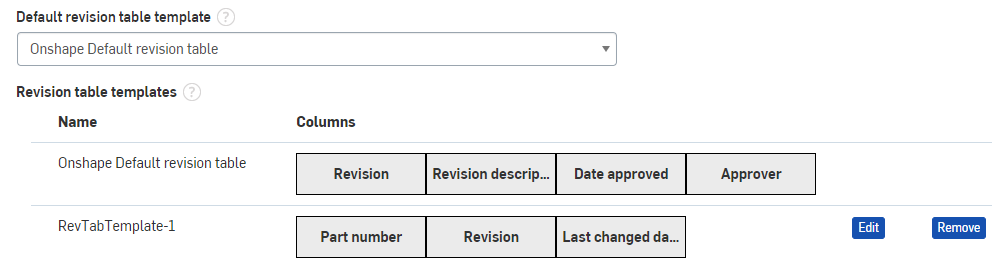 Default revision table template ?
Onshape Default revision table
Revision table templates ?
Name Columns
Onshape Default revision table Revision Revision descrip... Date approved Approver
RevTabTemplate-1 Part number Revision Last changed da... Edit Remove